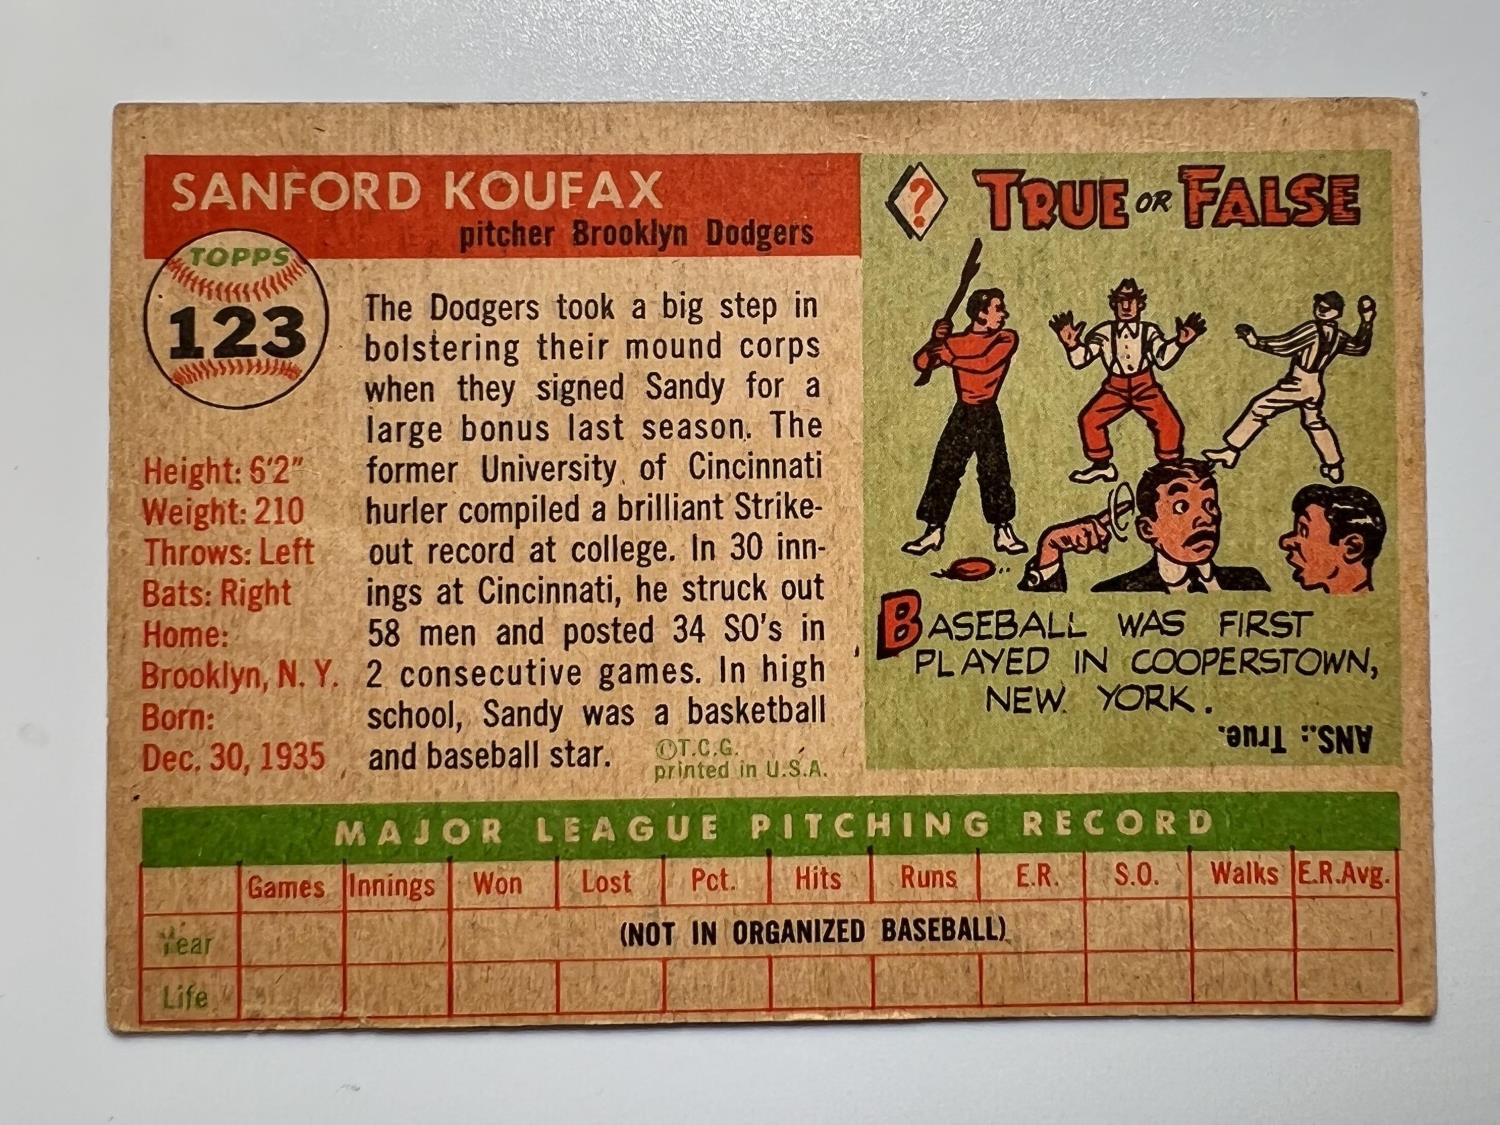 SANFORD KOUFAX
pitcher Brooklyn Dodgers
TOPPS
123
Height: 6'2"
Weight: 210
Throws: Left
Bats: Right
Home:
Brooklyn, N. Y.
Born:
Dec. 30, 1935
The Dodgers took a big step in
bolstering their mound corps
when they signed Sandy for a
large bonus last season. The
former University of Cincinnati
hurler compiled a brilliant Strike-
out record at college. In 30 inn-
ings at Cincinnati, he struck out
58 men and posted 34 SO's in
2 consecutive games. In high
school, Sandy was a basketball
and baseball star.
©T.C.G.
printed in U.S.A.
? TRUE OR FALSE
BASEBALL WAS FIRST
PLAYED IN COOPERSTOWN,
NEW YORK.
ANS.: True.
MAJOR LEAGUE PITCHING RECORD
Games Innings Won Lost Pct. Hits Runs E.R. S.O. Walks E.R.Avg.
Year (NOT IN ORGANIZED BASEBALL)
Life